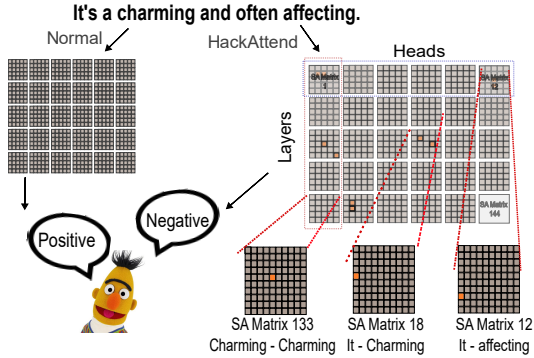 It's a charming and often affecting.
Normal
HackAttend
Heads
SA Matrix
1
SA Matrix
12
Layers
SA Matrix
144
Positive
Negative
SA Matrix 133
Charming - Charming
SA Matrix 18
It - Charming
SA Matrix 12
It - affecting